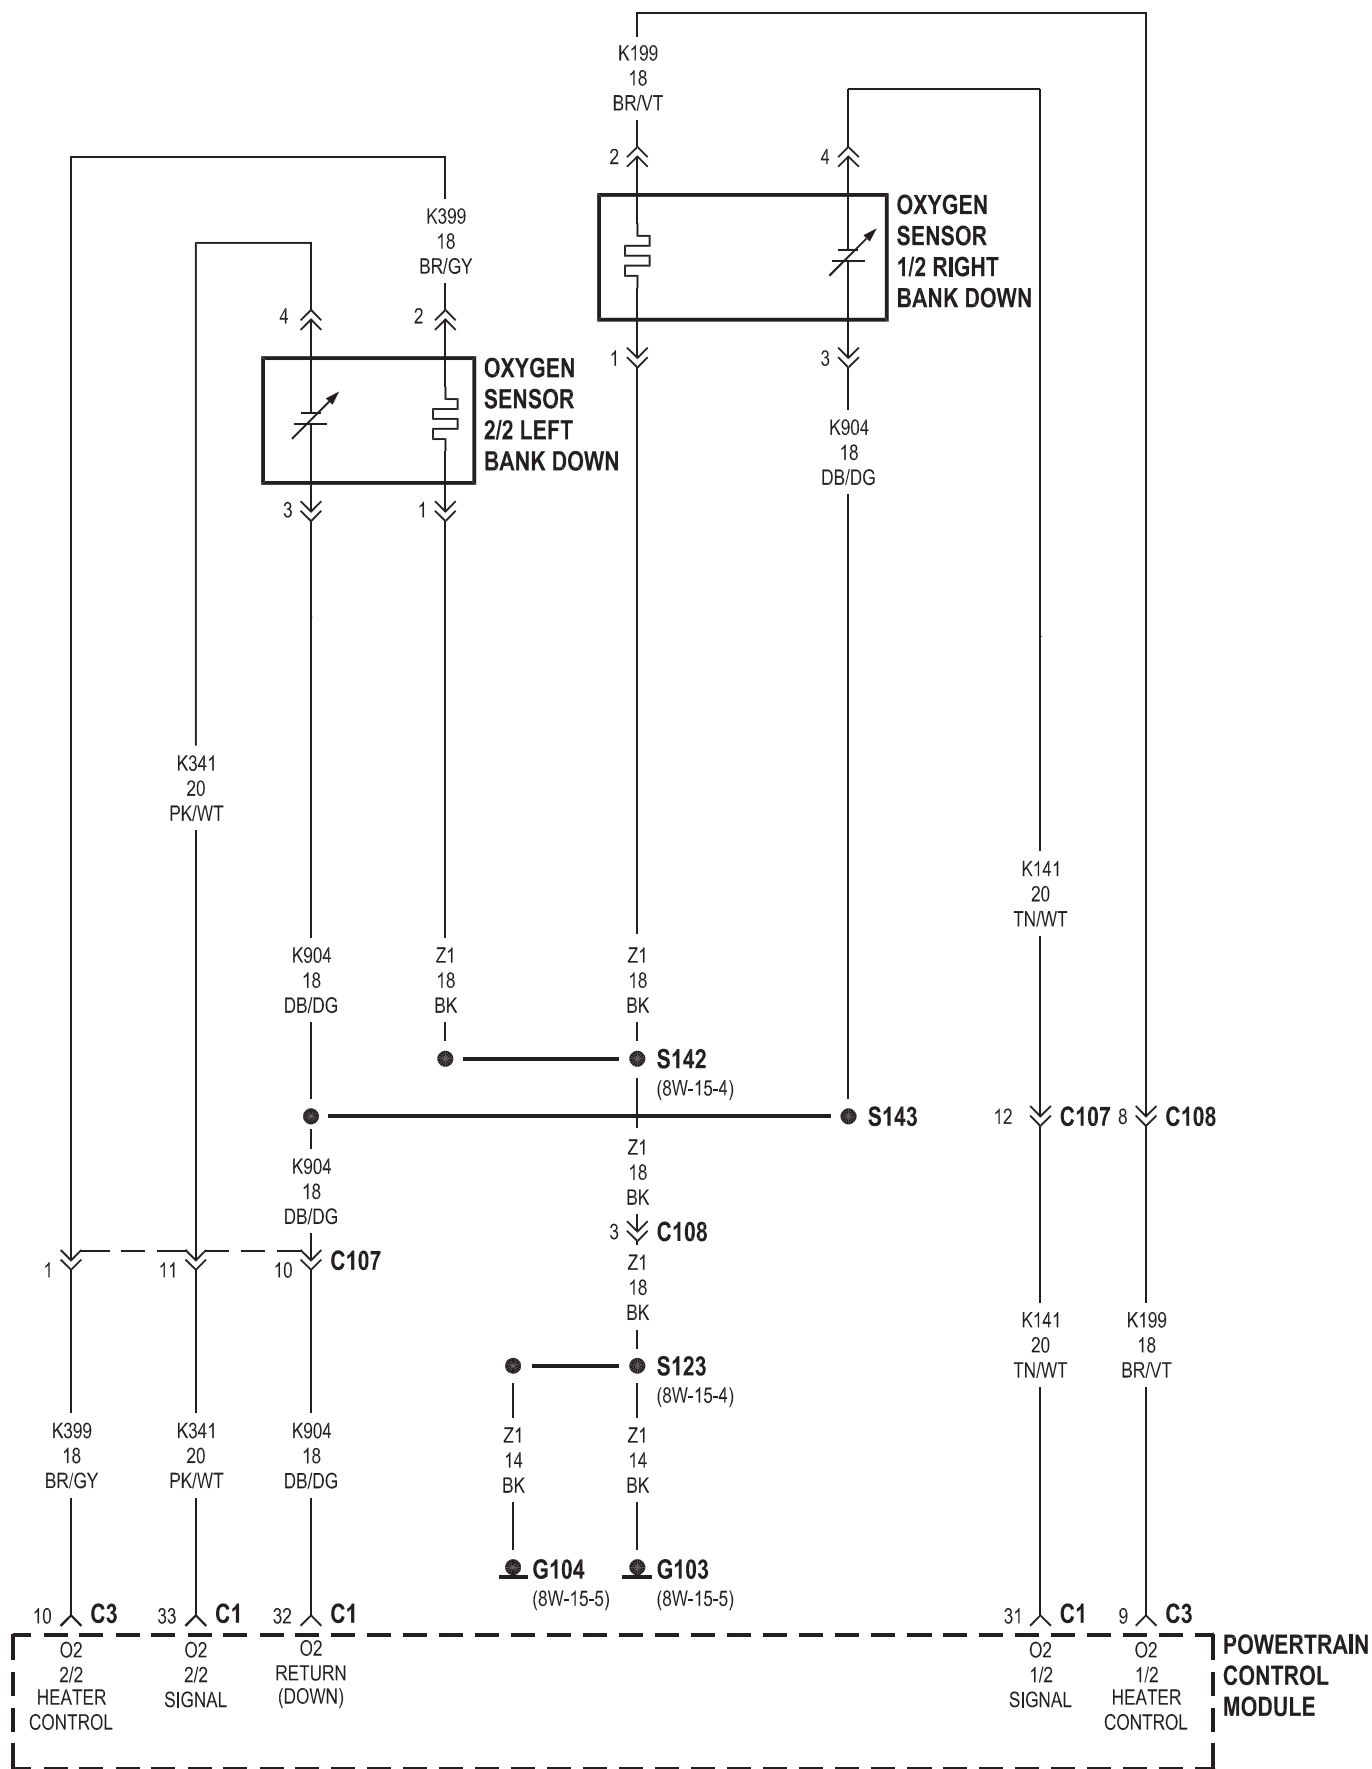 K199
18
BR/VT
2
4
OXYGEN
SENSOR
1/2 RIGHT
BANK DOWN
K399
18
BR/GY
4
2
1
3
OXYGEN
SENSOR
2/2 LEFT
BANK DOWN
K904
18
DB/DG
3
1
K341
20
PK/WT
K141
20
TN/WT
K904
18
DB/DG
Z1
18
BK
Z1
18
BK
S142
(8W-15-4)
S143
12
C107
8
C108
K904
18
DB/DG
Z1
18
BK
3
C108
1
11
10
C107
Z1
18
BK
K141
20
TN/WT
K199
18
BR/VT
S123
(8W-15-4)
K399
18
BR/GY
K341
20
PK/WT
K904
18
DB/DG
Z1
14
BK
Z1
14
BK
G104
(8W-15-5)
G103
(8W-15-5)
10
C3
33
C1
32
C1
31
C1
9
C3
O2
2/2
HEATER
CONTROL
O2
2/2
SIGNAL
O2
RETURN
(DOWN)
O2
1/2
SIGNAL
O2
1/2
HEATER
CONTROL
POWERTRAIN
CONTROL
MODULE